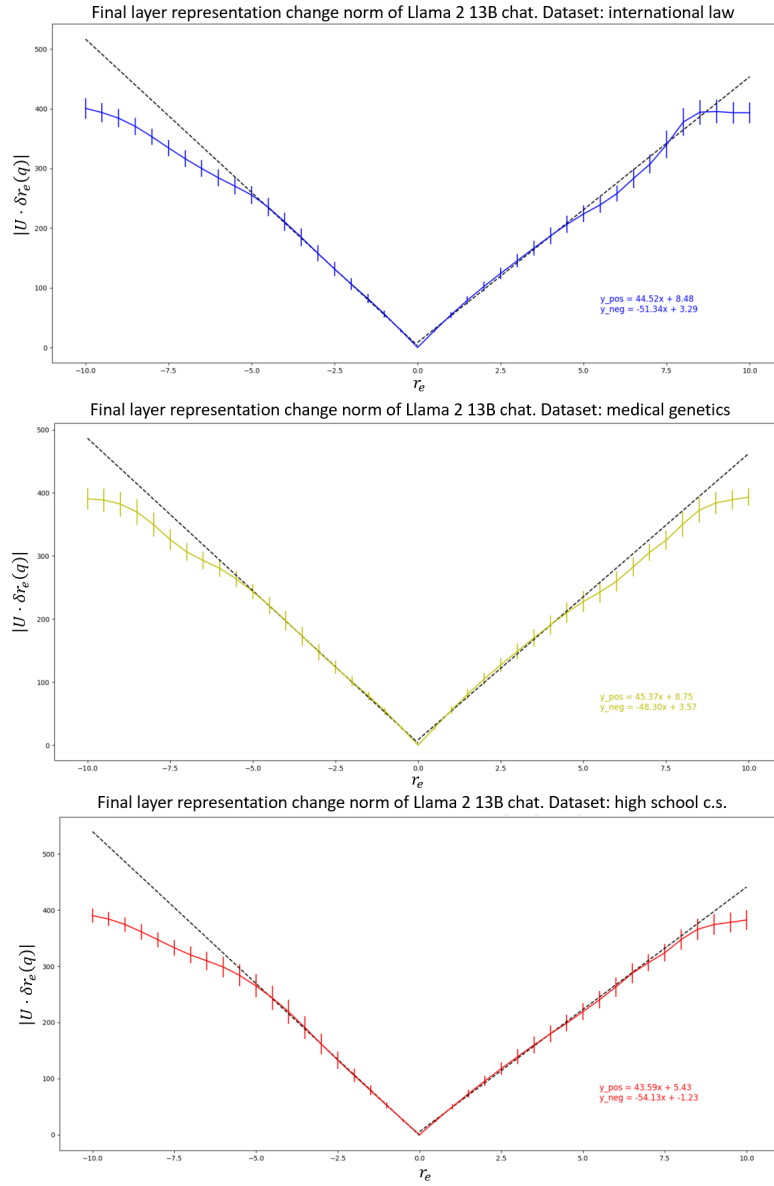 Final layer representation change norm of Llama 2 13B chat. Dataset: international law
500
400
300
200
100
0
|U · δr_e(q)|
y_pos = 44.52x + 8.48
y_neg = -51.34x + 3.29
−10.0 −7.5 −5.0 −2.5 0.0 2.5 5.0 7.5 10.0
r_e
Final layer representation change norm of Llama 2 13B chat. Dataset: medical genetics
500
400
300
200
100
0
|U · δr_e(q)|
y_pos = 45.37x + 8.75
y_neg = -48.30x + 3.57
−10.0 −7.5 −5.0 −2.5 0.0 2.5 5.0 7.5 10.0
r_e
Final layer representation change norm of Llama 2 13B chat. Dataset: high school c.s.
500
400
300
200
100
0
|U · δr_e(q)|
y_pos = 43.59x + 5.43
y_neg = -54.13x + -1.23
−10.0 −7.5 −5.0 −2.5 0.0 2.5 5.0 7.5 10.0
r_e